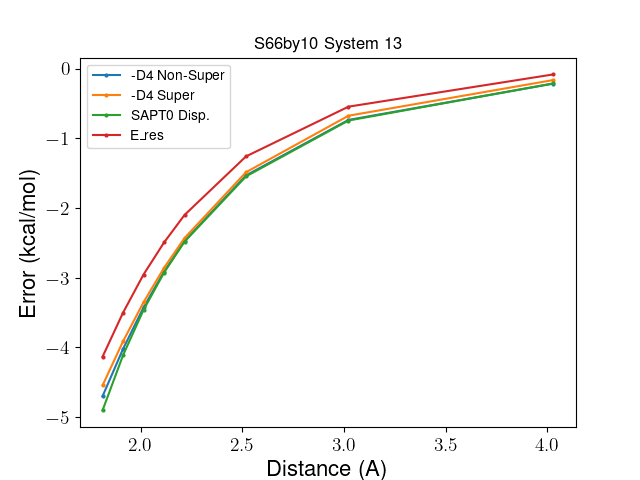 S66by10 System 13
-D4 Non-Super
-D4 Super
SAPT0 Disp.
E_res
0
−1
−2
−3
−4
−5
Error (kcal/mol)
2.0 2.5 3.0 3.5 4.0
Distance (A)